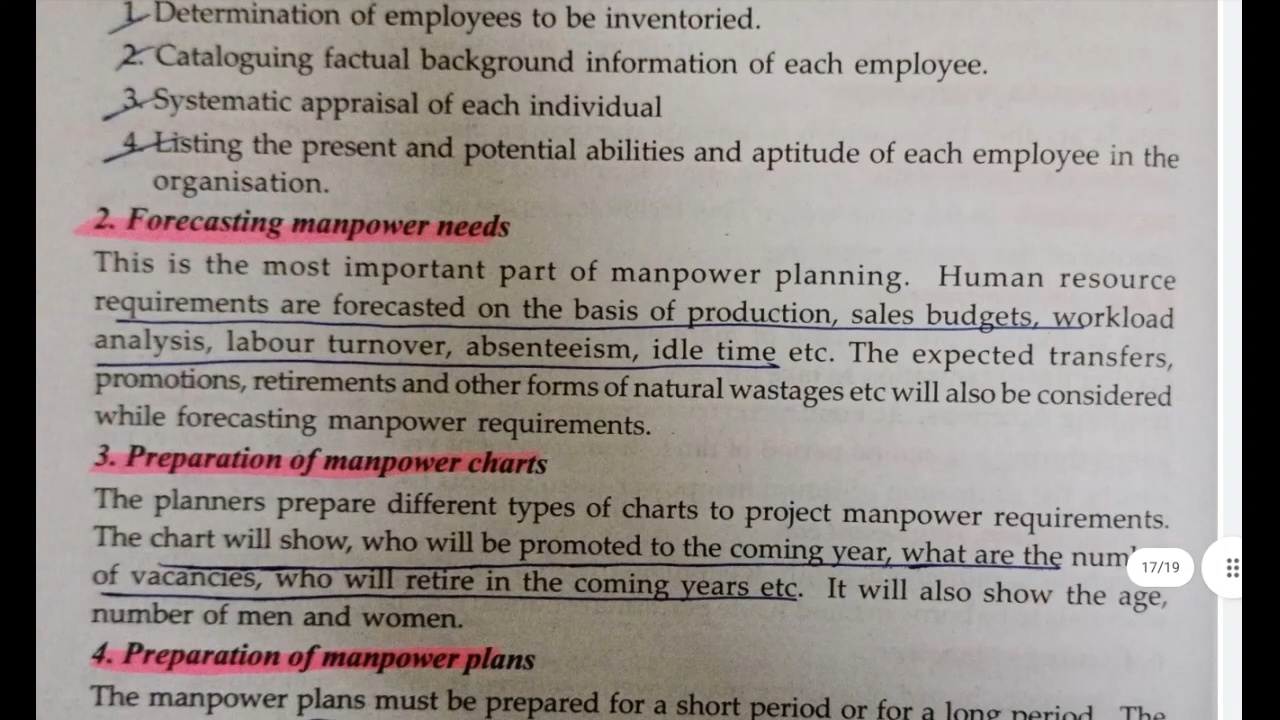 1. Determination of employees to be inventoried.
2. Cataloguing factual background information of each employee.
3. Systematic appraisal of each individual
4. Listing the present and potential abilities and aptitude of each employee in the
organisation.
2. Forecasting manpower needs
This is the most important part of manpower planning. Human resource
requirements are forecasted on the basis of production, sales budgets, workload
analysis, labour turnover, absenteeism, idle time etc. The expected transfers,
promotions, retirements and other forms of natural wastages etc will also be considered
while forecasting manpower requirements.
3. Preparation of manpower charts
The planners prepare different types of charts to project manpower requirements.
The chart will show, who will be promoted to the coming year, what are the
17/19
of vacancies, who will retire in the coming years etc. It will also show the age,
number of men and women.
4. Preparation of manpower plans
The manpower plans must be prepared for a short period or for a long period. The